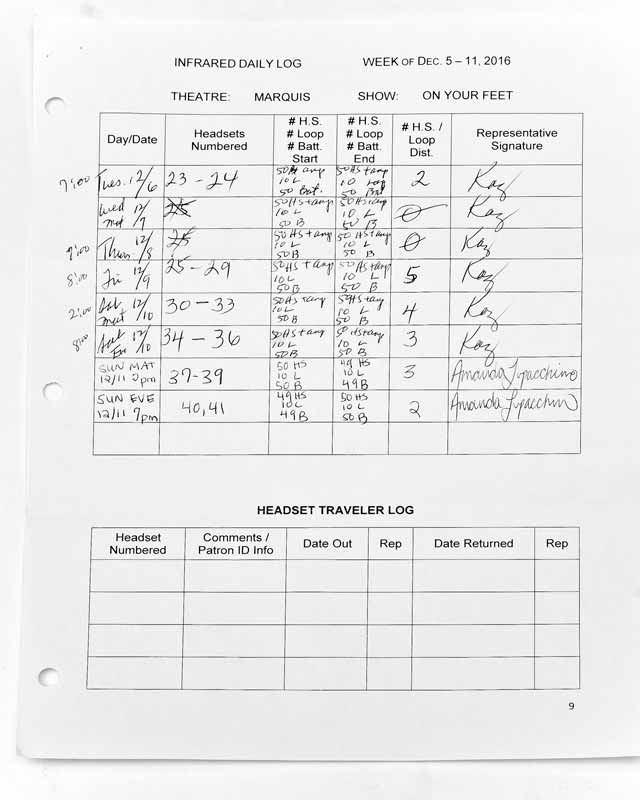 INFRARED DAILY LOG WEEK OF DEC. 5 – 11, 2016
THEATRE: MARQUIS SHOW: ON YOUR FEET
Day/Date Headsets Numbered # H.S. # Loop # Batt. Start # H.S. # Loop # Batt. End # H.S. / Loop Dist. Representative Signature
7:00 Tues. 12/6 23 – 24 50 HS + amp 10 L 50 Bat. 50 HS + amp 10 50 Bat 2 Kaz
Wed mat 12/7 25 50 HS + amp 10 L 50 B 50 HS + amp 10 L 50 B 0 Kaz
Thurs 12/8 25 50 HS + amp 10 L 50 B 50 HS + amp 10 L 50 B 0 Kaz
8:00 Fri 12/9 25 – 29 50 HS + amp 10 L 50 B 50 HS + amp 10 L 50 B 5 Kaz
2:00 Sat mat 12/10 30 – 33 50 HS + amp 10 L 50 B 50 HS + amp 10 L 50 B 4 Kaz
8:00 Sat Eve 12/10 34 – 36 50 HS + amp 10 L 50 B 50 HS + amp 10 L 50 B 3 Kaz
SUN MAT 12/11 2pm 37-39 50 HS 10 L 50 B 49 HS 10 L 49 B 3 Amanda
SUN EVE 12/11 7pm 40,41 49 HS 10 L 49 B 50 HS 10 L 50 B 2 Amanda
HEADSET TRAVELER LOG
Headset Numbered Comments / Patron ID Info Date Out Rep Date Returned Rep
9